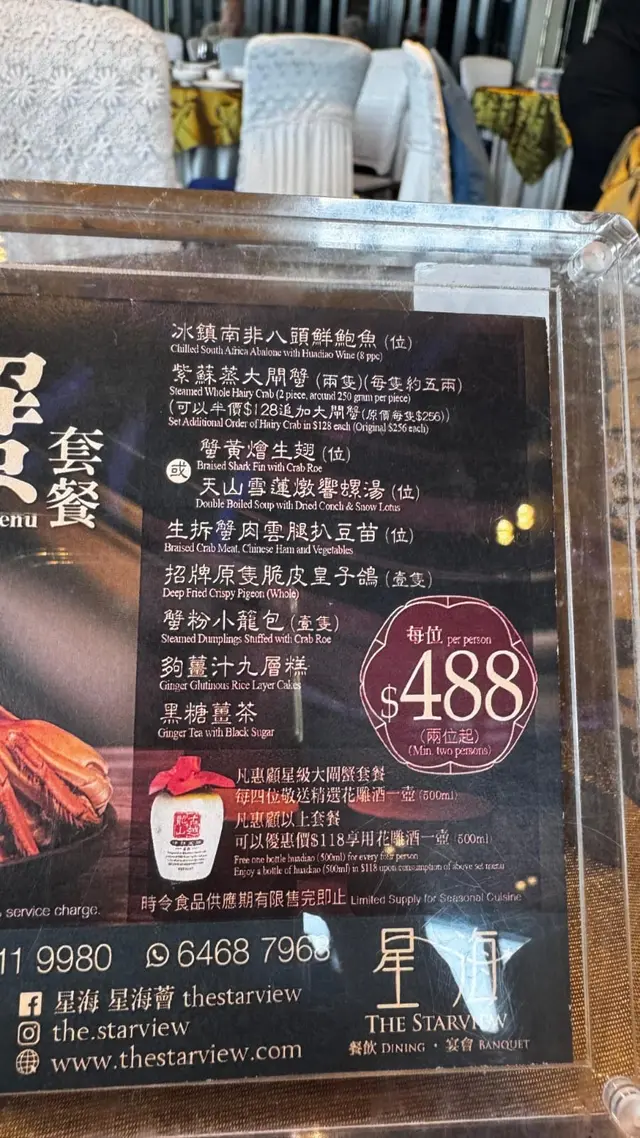 套餐
enu
冰鎮南非八頭鮮鮑魚 (位)
Chilled South Africa Abalone with Huadiao Wine (8 ppc)
紫蘇蒸大閘蟹 (兩隻)(每隻約五兩)
Steamed Whole Hairy Crab (2 piece, around 250 gram per piece)
(可以半價$128追加大閘蟹(原價每隻$256))
Set Additional Order of Hairy Crab in $128 each (Original $256 each)
蟹黃燴生翅 (位)
Braised Shark Fin with Crab Roe
或
天山雪蓮燉響螺湯 (位)
Double Boiled Soup with Dried Conch & Snow Lotus
生拆蟹肉雲腿扒豆苗 (位)
Braised Crab Meat, Chinese Ham and Vegetables
招牌原隻脆皮皇子鴿 (壹隻)
Deep Fried Crispy Pigeon (Whole)
蟹粉小籠包 (壹隻)
Steamed Dumplings Stuffed with Crab Roe
夠薑汁九層糕
Ginger Glutinous Rice Layer Cakes
黑糖薑茶
Ginger Tea with Black Sugar
每位 per person
$488
(兩位起)
(Min. two persons)
凡惠顧星級大閘蟹套餐
每四位敬送精選花雕酒一壺 (500ml)
凡惠顧以上套餐
可以優惠價$118享用花雕酒一壺 (500ml)
Free one bottle huadiao (500ml) for every four person
Enjoy a bottle of huadiao (500ml) in $118 upon consumption of above set menu
時令食品供應期有限售完即止 Limited Supply for Seasonal Cuisine
service charge.
11 9980 6468 7968
星海 星海薈 thestarview
the.starview
www.thestarview.com
星海
THE STARVIEW
餐飲 DINING · 宴會 BANQUET